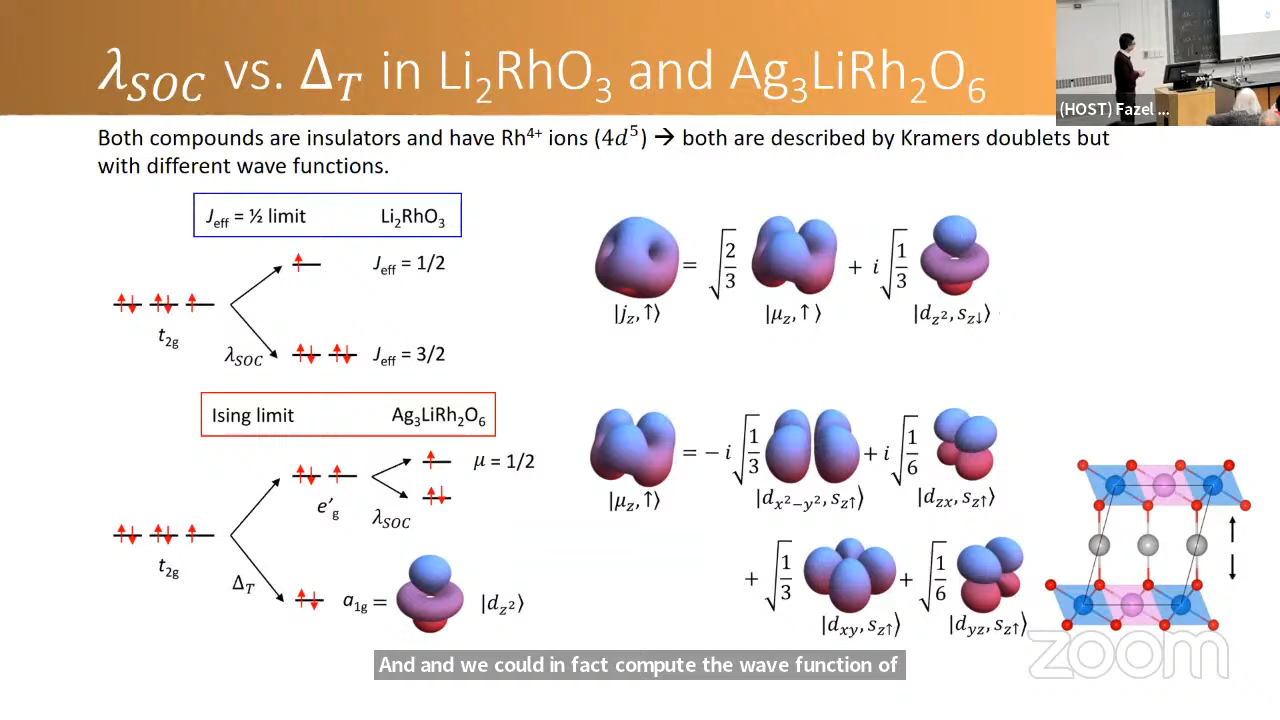 λSOC vs. ΔT in Li2RhO3 and Ag3LiRh2O6
(HOST) Fazel ...
Both compounds are insulators and have Rh4+ ions (4d5) → both are described by Kramers doublets but
with different wave functions.
Jeff = ½ limit Li2RhO3
Jeff = 1/2
t2g
λSOC
Jeff = 3/2
|jz,↑⟩ = √2/3 |μz,↑⟩ + i √1/3 |dz2, sz↓⟩
Ising limit Ag3LiRh2O6
μ = 1/2
e'g
λSOC
t2g
ΔT
a1g = |dz2⟩
|μz,↑⟩ = − i √1/3 |dx2−y2, sz↑⟩ + i √1/6 |dzx, sz↑⟩
+ √1/3 |dxy, sz↑⟩ + √1/6 |dyz, sz↑⟩
zoom
And and we could in fact compute the wave function of